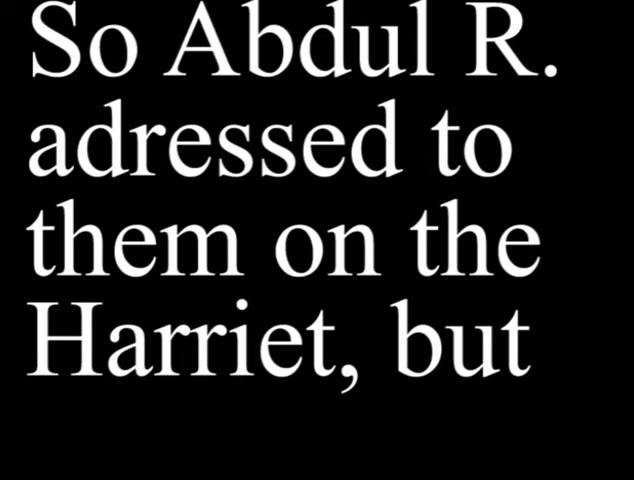 So Abdul R.
adressed to
them on the
Harriet, but